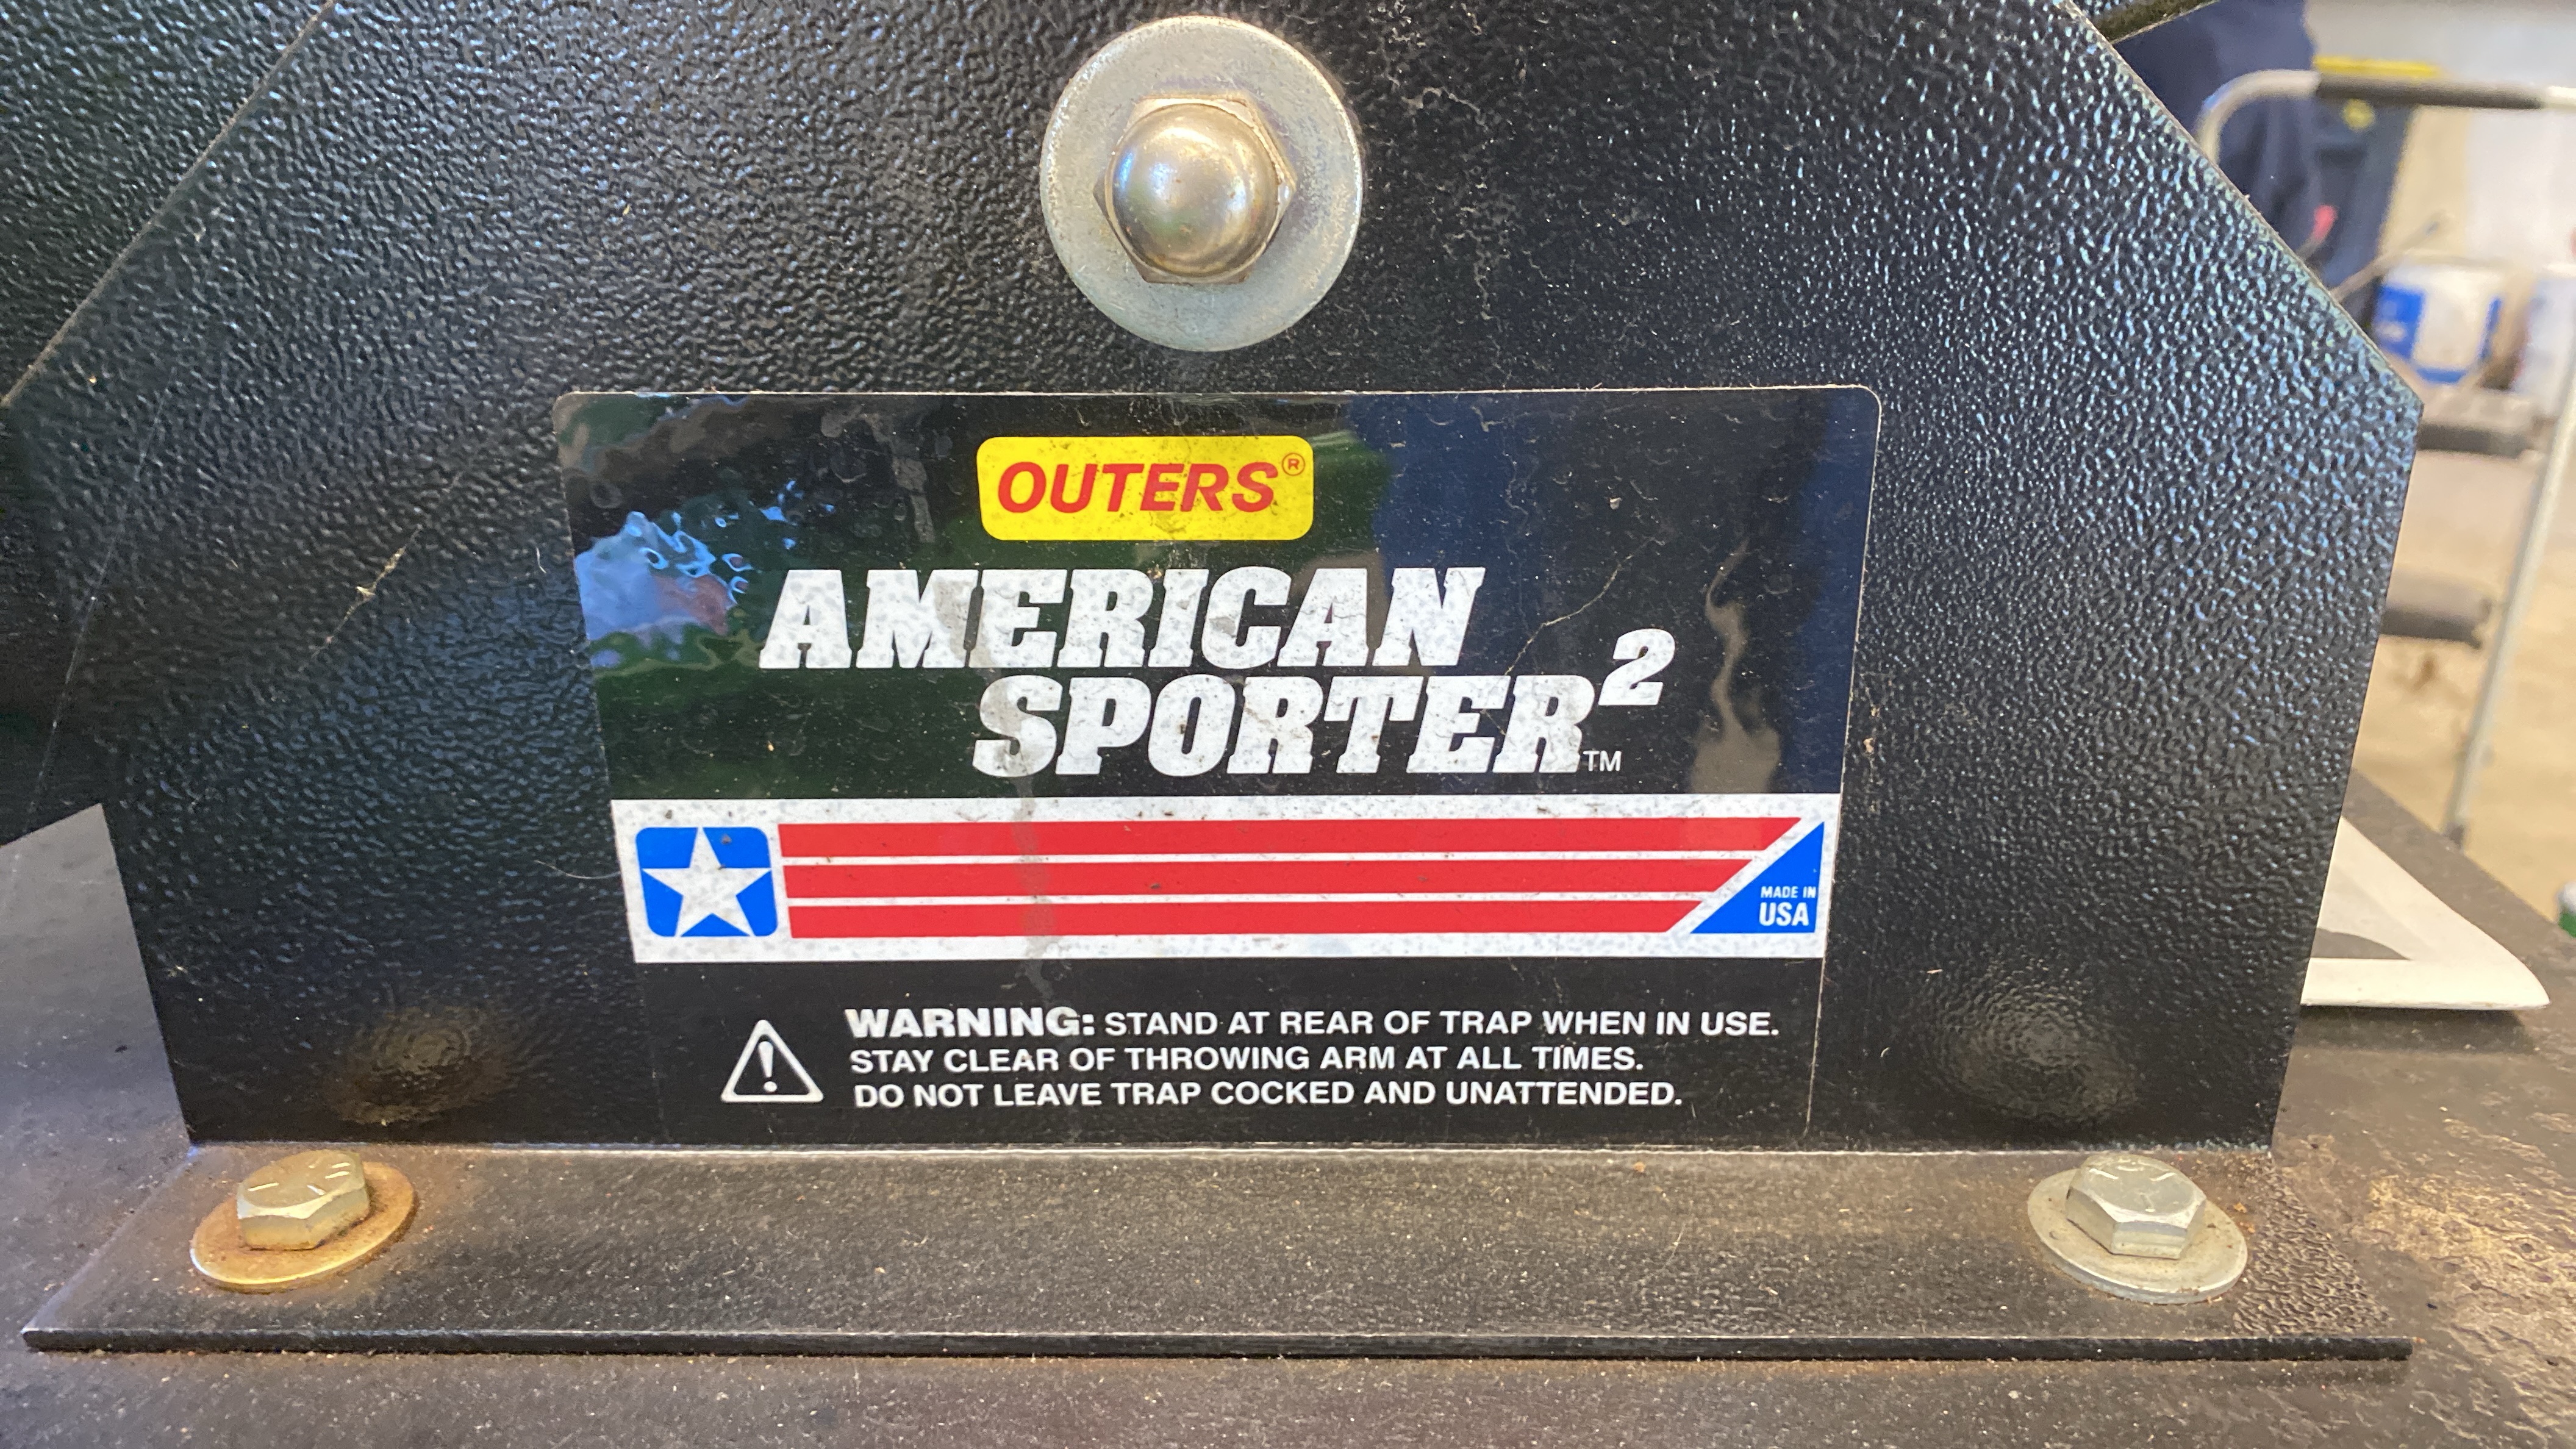 OUTERS®
AMERICAN
SPORTER²™
MADE IN
USA
WARNING: STAND AT REAR OF TRAP WHEN IN USE.
STAY CLEAR OF THROWING ARM AT ALL TIMES.
DO NOT LEAVE TRAP COCKED AND UNATTENDED.